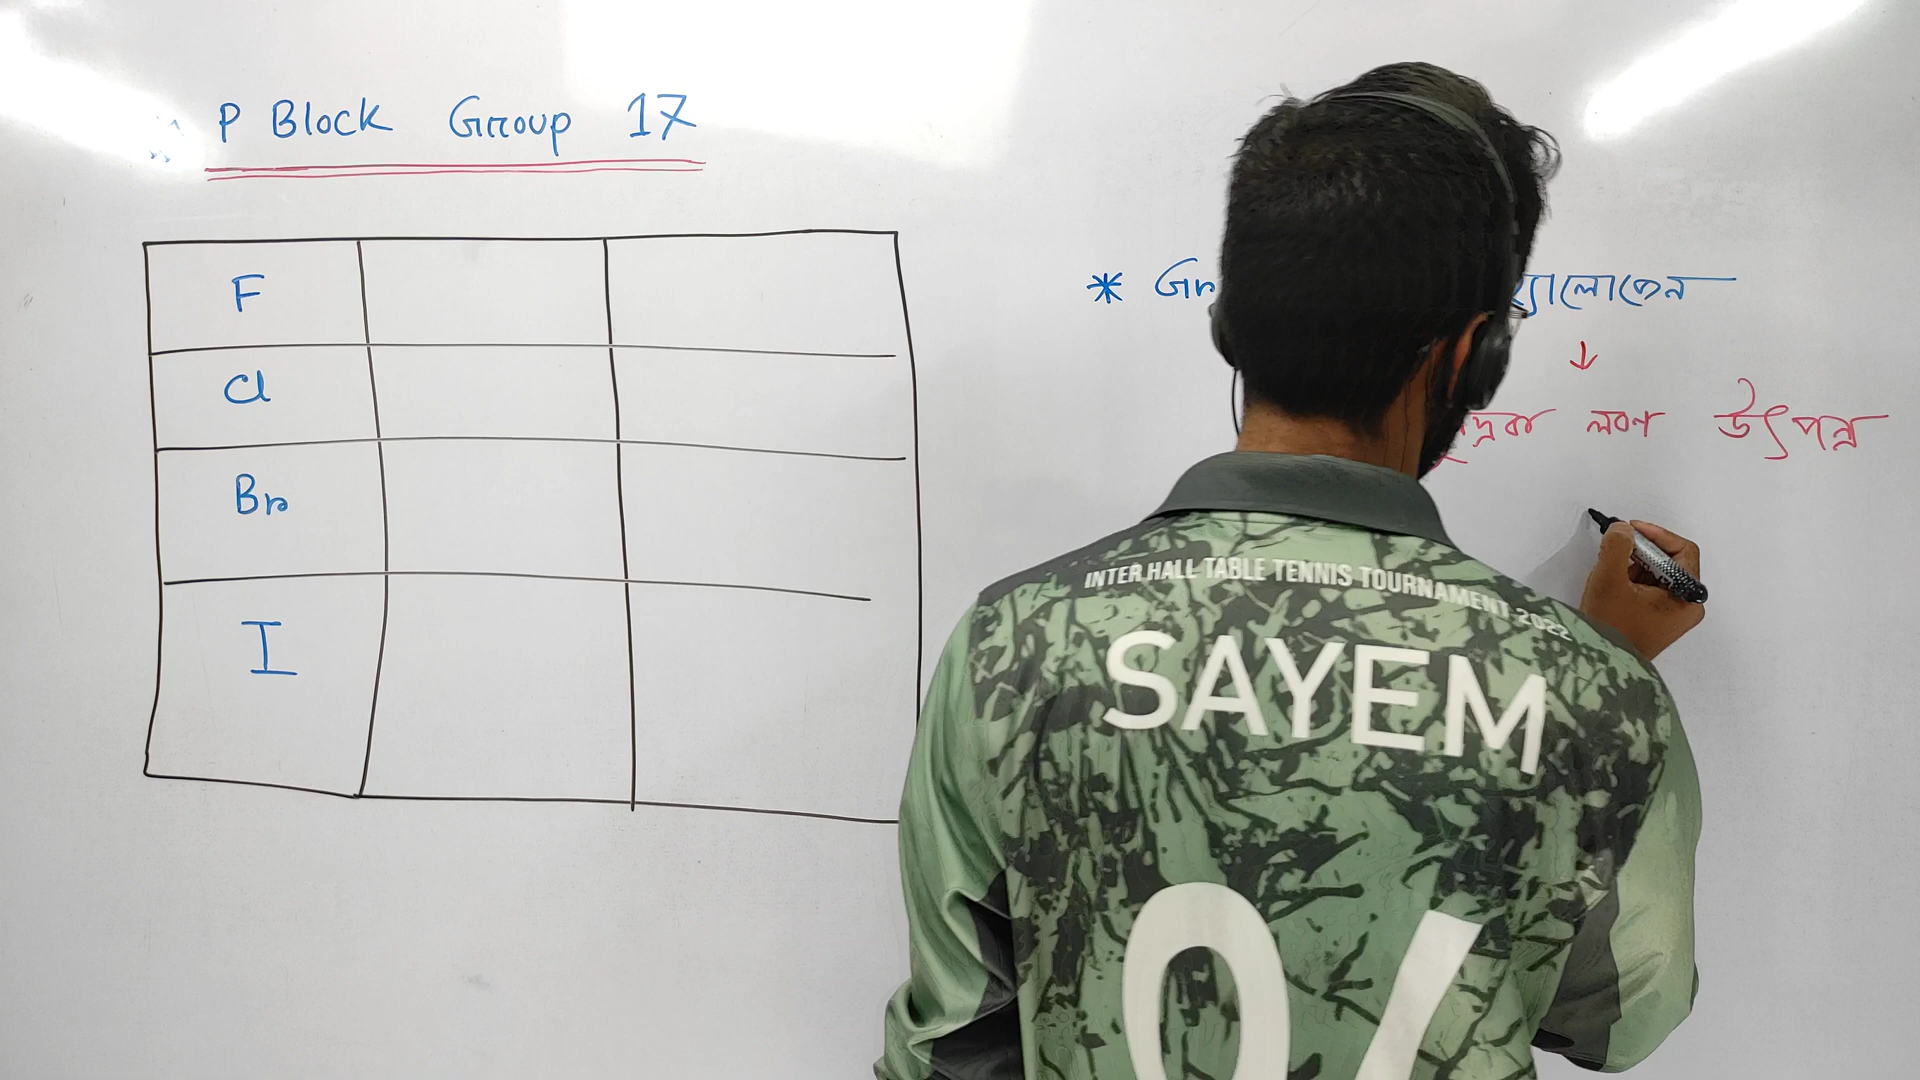 P Block Group 17
F
Cl
Br
I
* Gr হ্যালোজেন
↓
লবণ উৎপন্ন
INTER HALL TABLE TENNIS TOURNAMENT 2022
SAYEM